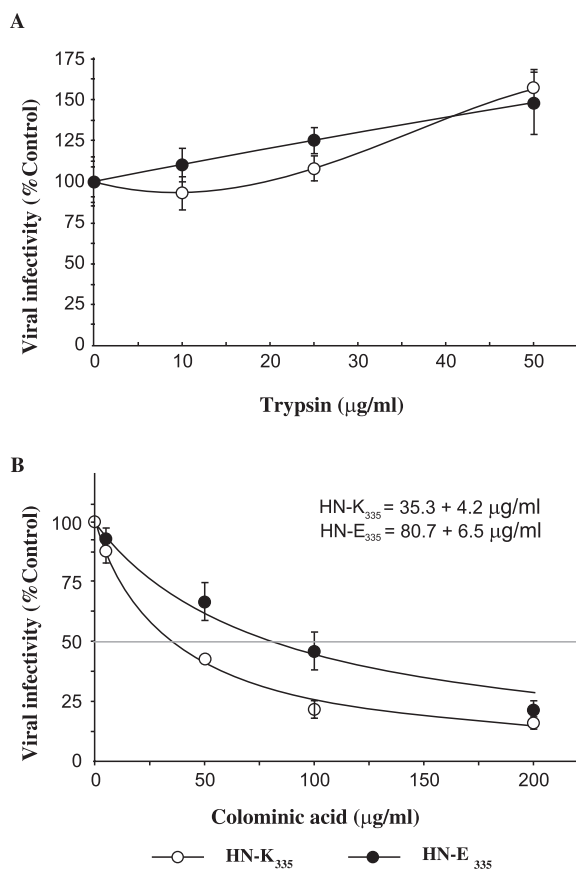 A
Viral infectivity (%Control)
175
150
125
100
75
50
25
0
0 10 20 30 40 50
Trypsin (μg/ml)
B
Viral infectivity (%Control)
HN-K335 = 35.3 + 4.2 μg/ml
HN-E335 = 80.7 + 6.5 μg/ml
100
75
50
25
0
0 50 100 150 200
Colominic acid (μg/ml)
HN-K335 HN-E 335